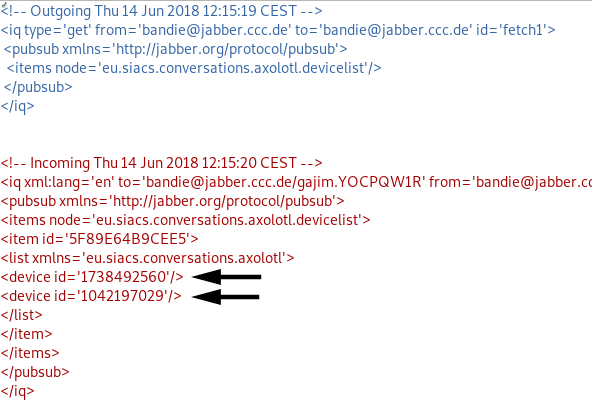 <!-- Outgoing Thu 14 Jun 2018 12:15:19 CEST -->
<iq type='get' from='bandie@jabber.ccc.de' to='bandie@jabber.ccc.de' id='fetch1'>
<pubsub xmlns='http://jabber.org/protocol/pubsub'>
<items node='eu.siacs.conversations.axolotl.devicelist'/>
</pubsub>
</iq>
<!-- Incoming Thu 14 Jun 2018 12:15:20 CEST -->
<iq xml:lang='en' to='bandie@jabber.ccc.de/gajim.YOCPQW1R' from='bandie@jabber.cc
<pubsub xmlns='http://jabber.org/protocol/pubsub'>
<items node='eu.siacs.conversations.axolotl.devicelist'>
<item id='5F89E64B9CEE5'>
<list xmlns='eu.siacs.conversations.axolotl'>
<device id='1738492560'/>
<device id='1042197029'/>
</list>
</item>
</items>
</pubsub>
</iq>